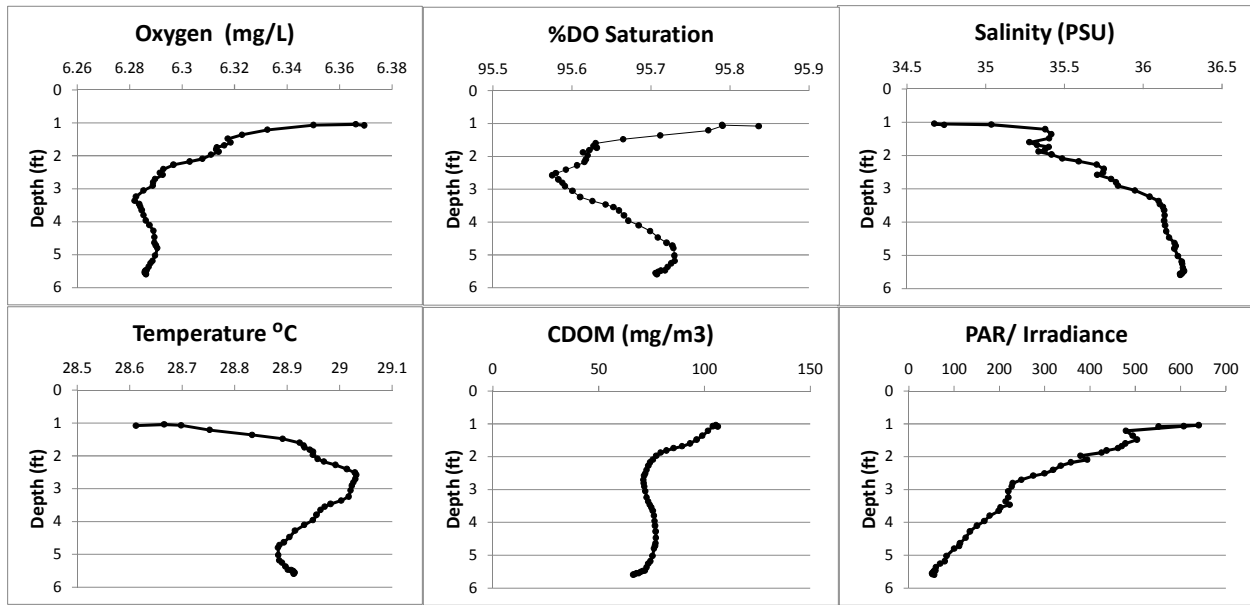 Oxygen (mg/L)
6.26 6.28 6.3 6.32 6.34 6.36 6.38
0
1
2
3
4
5
6
Depth (ft)
%DO Saturation
95.5 95.6 95.7 95.8 95.9
0
1
2
3
4
5
6
Depth (ft)
Salinity (PSU)
34.5 35 35.5 36 36.5
0
1
2
3
4
5
6
Depth (ft)
Temperature ⁰C
28.5 28.6 28.7 28.8 28.9 29 29.1
0
1
2
3
4
5
6
Depth (ft)
CDOM (mg/m3)
0 50 100 150
0
1
2
3
4
5
6
Depth (ft)
PAR/ Irradiance
0 100 200 300 400 500 600 700
0
1
2
3
4
5
6
Depth (ft)